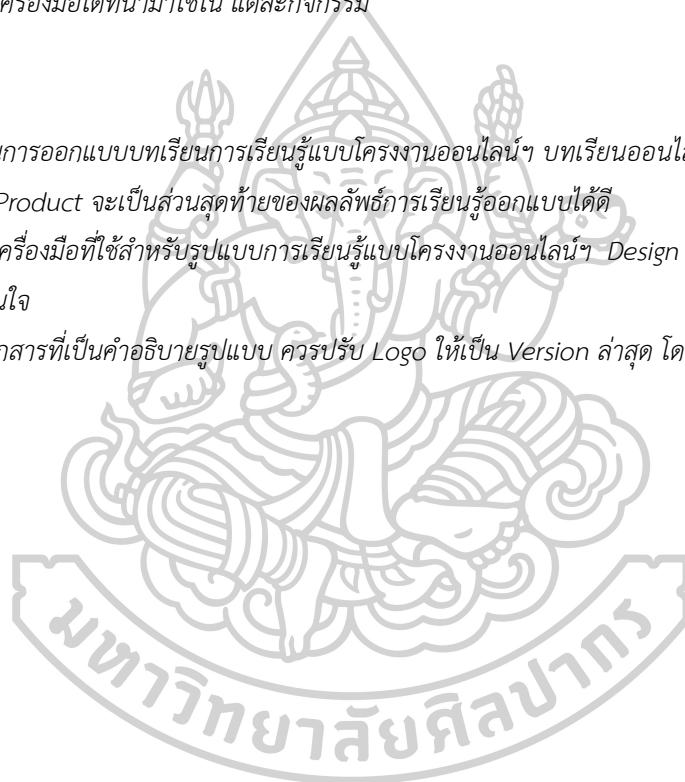 ครื่องมือใดที่นำมาใช้ใน แต่ละกิจกรรม
นการออกแบบบทเรียนการเรียนรู้แบบโครงงานออนไลน์ฯ บทเรียนออนไล
Product จะเป็นส่วนสุดท้ายของผลลัพธ์การเรียนรู้ออกแบบได้ดี
ครื่องมือที่ใช้สำหรับรูปแบบการเรียนรู้แบบโครงงานออนไลน์ฯ Design
นใจ
กสารที่เป็นคำอธิบายรูปแบบ ควรปรับ Logo ให้เป็น Version ล่าสุด โด
มหาวิทยาลัยศิลปากร